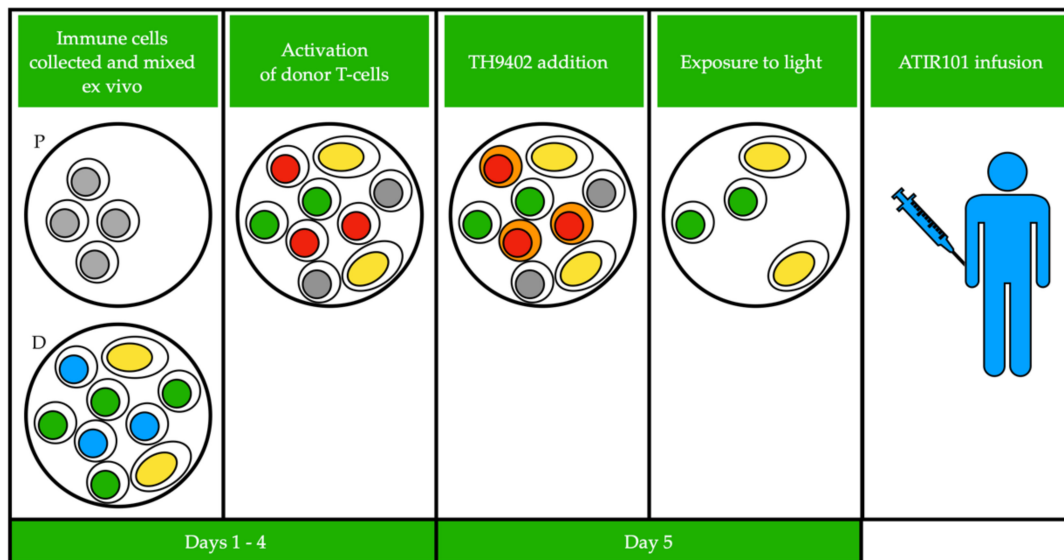 Immune cells
collected and mixed
ex vivo
Activation
of donor T-cells
TH9402 addition
Exposure to light
ATIR101 infusion
P
D
Days 1 - 4
Day 5